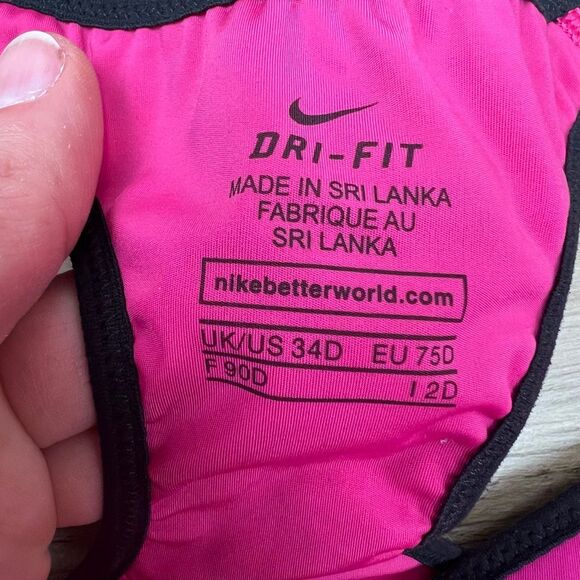 DRI-FIT
MADE IN SRI LANKA
FABRIQUE AU
SRI LANKA
nikebetterworld.com
UK/US 34D EU 75D
F 90D I 2D